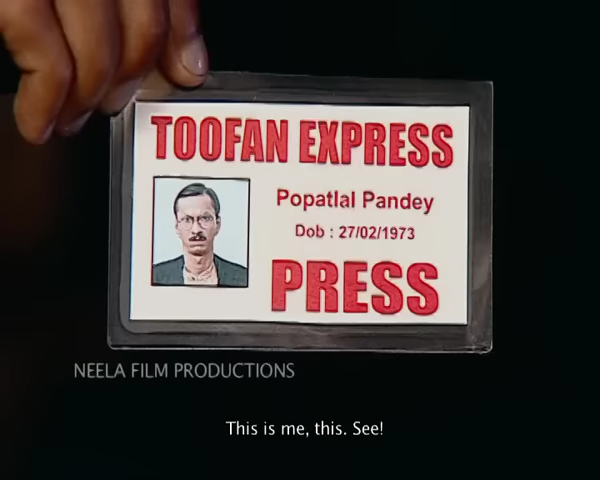 TOOFAN EXPRESS
Popatlal Pandey
Dob : 27/02/1973
PRESS
NEELA FILM PRODUCTIONS
This is me, this. See!